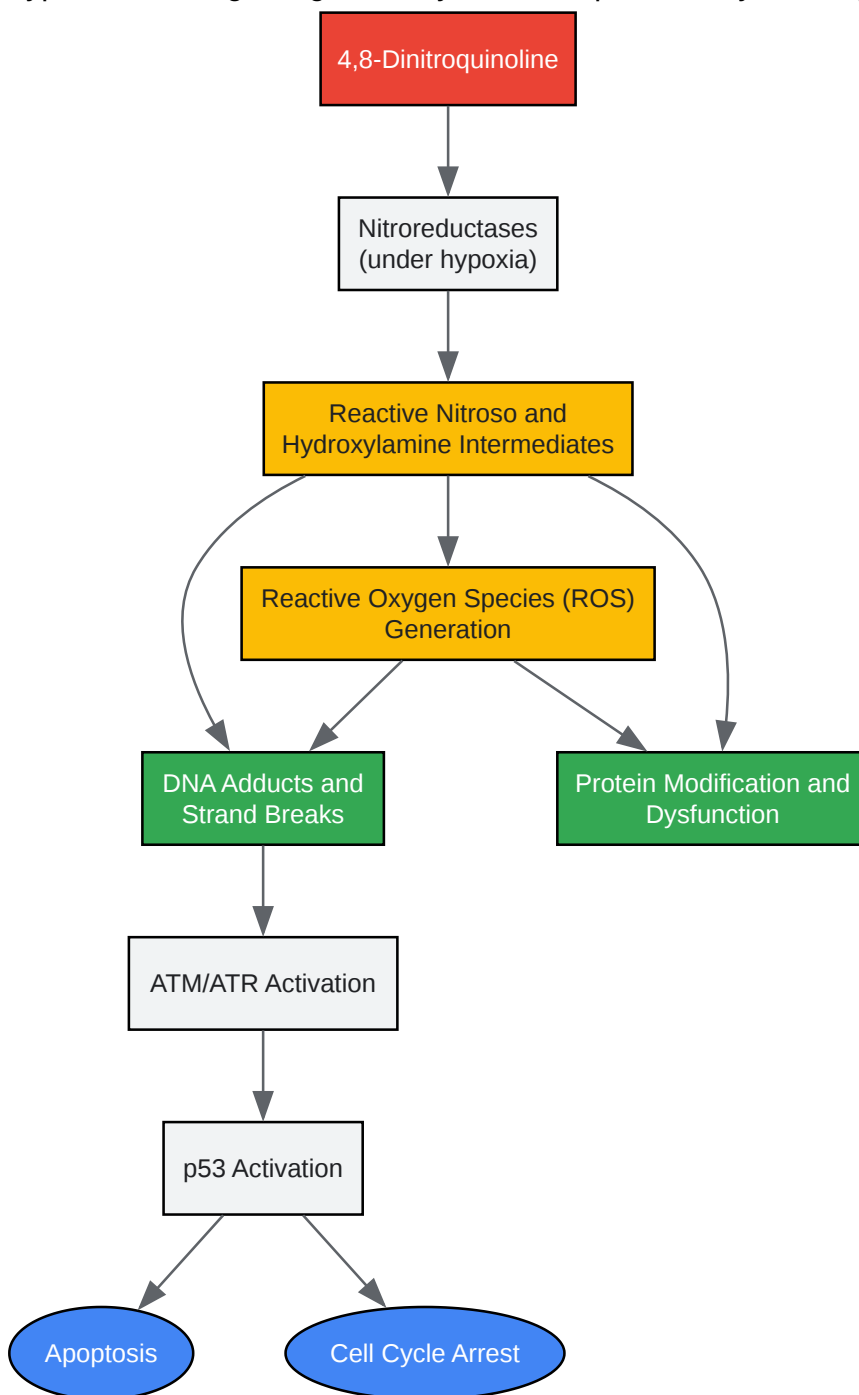 4,8-Dinitroquinoline
Nitroreductases
(under hypoxia)
Reactive Nitroso and
Hydroxylamine Intermediates
Reactive Oxygen Species (ROS)
Generation
DNA Adducts and
Strand Breaks
Protein Modification and
Dysfunction
ATM/ATR Activation
p53 Activation
Apoptosis
Cell Cycle Arrest